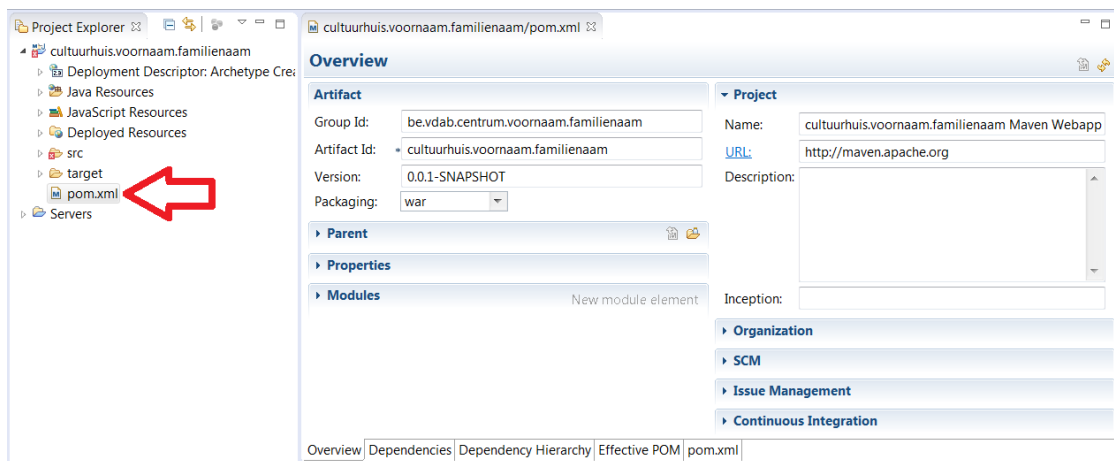 Project Explorer
cultuurhuis.voornaam.familienaam
Deployment Descriptor: Archetype Crea
Java Resources
JavaScript Resources
Deployed Resources
src
target
pom.xml
Servers
cultuurhuis.voornaam.familienaam/pom.xml
Overview
Artifact
Group Id: be.vdab.centrum.voornaam.familienaam
Artifact Id: cultuurhuis.voornaam.familienaam
Version: 0.0.1-SNAPSHOT
Packaging: war
Parent
Properties
Modules New module element
Project
Name: cultuurhuis.voornaam.familienaam Maven Webapp
URL: http://maven.apache.org
Description:
Inception:
Organization
SCM
Issue Management
Continuous Integration
Overview Dependencies Dependency Hierarchy Effective POM pom.xml